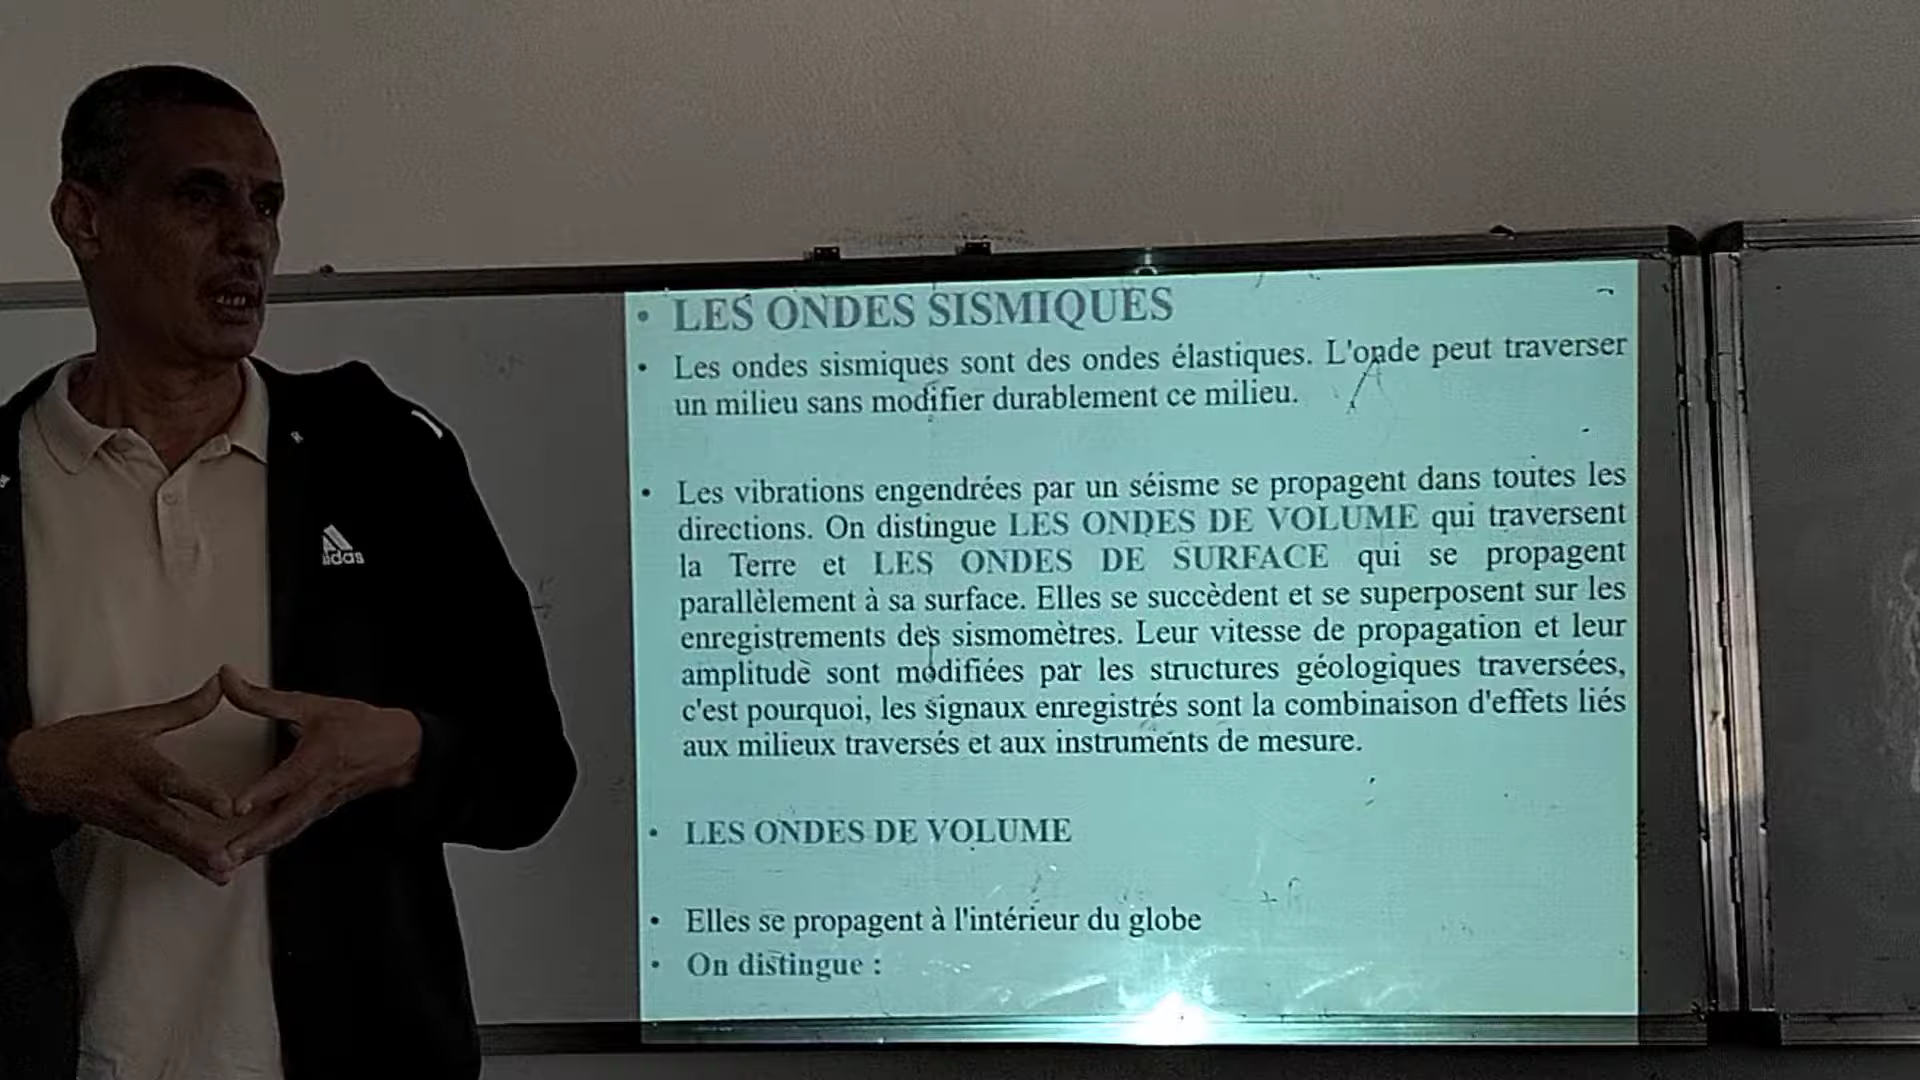 • LES ONDES SISMIQUES
• Les ondes sismiques sont des ondes élastiques. L'onde peut traverser
un milieu sans modifier durablement ce milieu.
• Les vibrations engendrées par un séisme se propagent dans toutes les
directions. On distingue LES ONDES DE VOLUME qui traversent
la Terre et LES ONDES DE SURFACE qui se propagent
parallèlement à sa surface. Elles se succèdent et se superposent sur les
enregistrements des sismomètres. Leur vitesse de propagation et leur
amplitude sont modifiées par les structures géologiques traversées,
c'est pourquoi, les signaux enregistrés sont la combinaison d'effets liés
aux milieux traversés et aux instruments de mesure.
• LES ONDES DE VOLUME
• Elles se propagent à l'intérieur du globe
• On distingue :
adidas